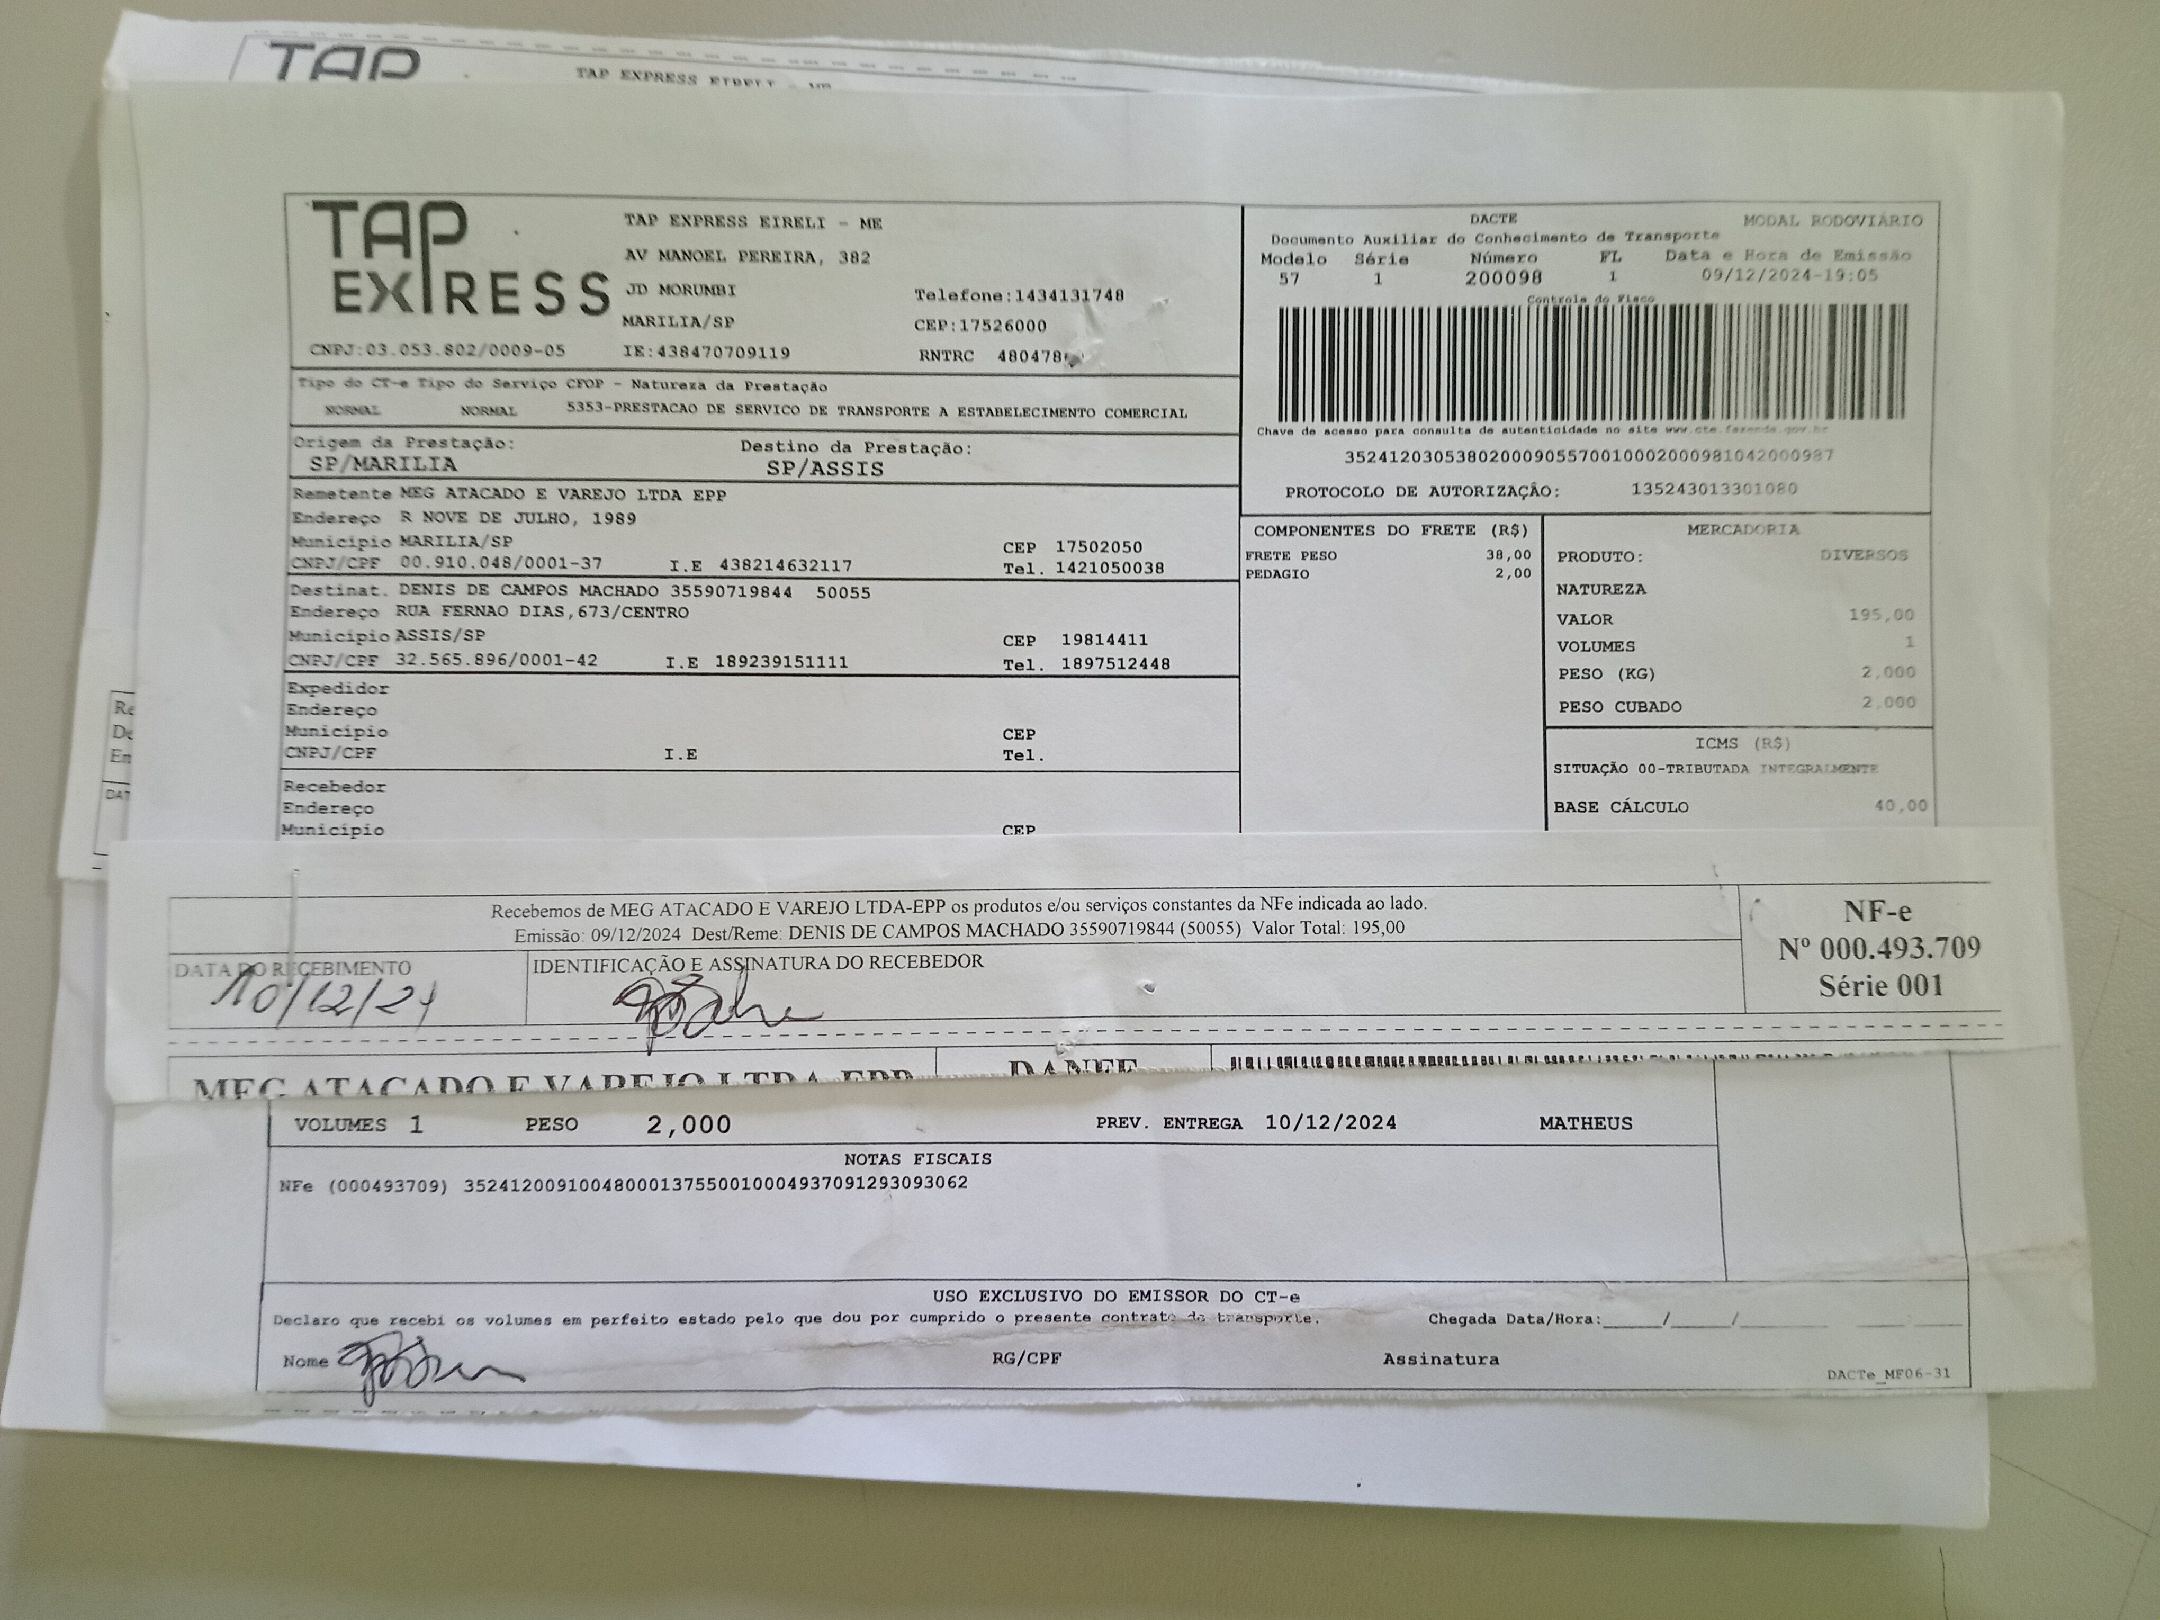 TAP
TAP EXPRESS EIRELI - ME
TAP EXPRESS
TAP EXPRESS EIRELI - ME
AV MANOEL PEREIRA, 382
JD MORUMBI
Telefone:1434131748
MARILIA/SP
CEP:17526000
CNPJ:03.053.802/0009-05
IE:438470709119
RNTRC 480478
DACTE
MODAL RODOVIÁRIO
Documento Auxiliar do Conhecimento de Transporte
Modelo Série Número FL Data e Hora de Emissão
57 1 200098 1 09/12/2024-19:05
Controle do Fisco
Chave de acesso para consulta de autenticidade no site www.cte.fazenda.gov.br
35241203053802000905570010002000981042000987
PROTOCOLO DE AUTORIZAÇÃO: 135243013301080
Tipo do CT-e Tipo do Serviço CFOP - Natureza da Prestação
NORMAL NORMAL 5353-PRESTACAO DE SERVICO DE TRANSPORTE A ESTABELECIMENTO COMERCIAL
Origem da Prestação: Destino da Prestação:
SP/MARILIA SP/ASSIS
Remetente MEG ATACADO E VAREJO LTDA EPP
Endereço R NOVE DE JULHO, 1989
Município MARILIA/SP CEP 17502050
CNPJ/CPF 00.910.048/0001-37 I.E 438214632117 Tel. 1421050038
Destinat. DENIS DE CAMPOS MACHADO 35590719844 50055
Endereço RUA FERNAO DIAS,673/CENTRO
Município ASSIS/SP CEP 19814411
CNPJ/CPF 32.565.896/0001-42 I.E 189239151111 Tel. 1897512448
Expedidor
Endereço
Município CEP
CNPJ/CPF I.E Tel.
Recebedor
Endereço
Município CEP
COMPONENTES DO FRETE (R$)
FRETE PESO 38,00
PEDAGIO 2,00
MERCADORIA
PRODUTO: DIVERSOS
NATUREZA
VALOR 195,00
VOLUMES 1
PESO (KG) 2,000
PESO CUBADO 2,000
ICMS (R$)
SITUAÇÃO 00-TRIBUTADA INTEGRALMENTE
BASE CÁLCULO 40,00
Recebemos de MEG ATACADO E VAREJO LTDA-EPP os produtos e/ou serviços constantes da NFe indicada ao lado.
Emissão: 09/12/2024 Dest/Reme: DENIS DE CAMPOS MACHADO 35590719844 (50055) Valor Total: 195,00
DATA DO RECEBIMENTO
10/12/24
IDENTIFICAÇÃO E ASSINATURA DO RECEBEDOR
NF-e
Nº 000.493.709
Série 001
MEG ATACADO E VAREJO LTDA EPP
DANFE
VOLUMES 1 PESO 2,000 PREV. ENTREGA 10/12/2024 MATHEUS
NOTAS FISCAIS
NFe (000493709) 35241200910048000137550010004937091293093062
USO EXCLUSIVO DO EMISSOR DO CT-e
Declaro que recebi os volumes em perfeito estado pelo que dou por cumprido o presente contrato de transporte.
Chegada Data/Hora:____/____/____
Nome
RG/CPF
Assinatura
DACTe_MF06-31